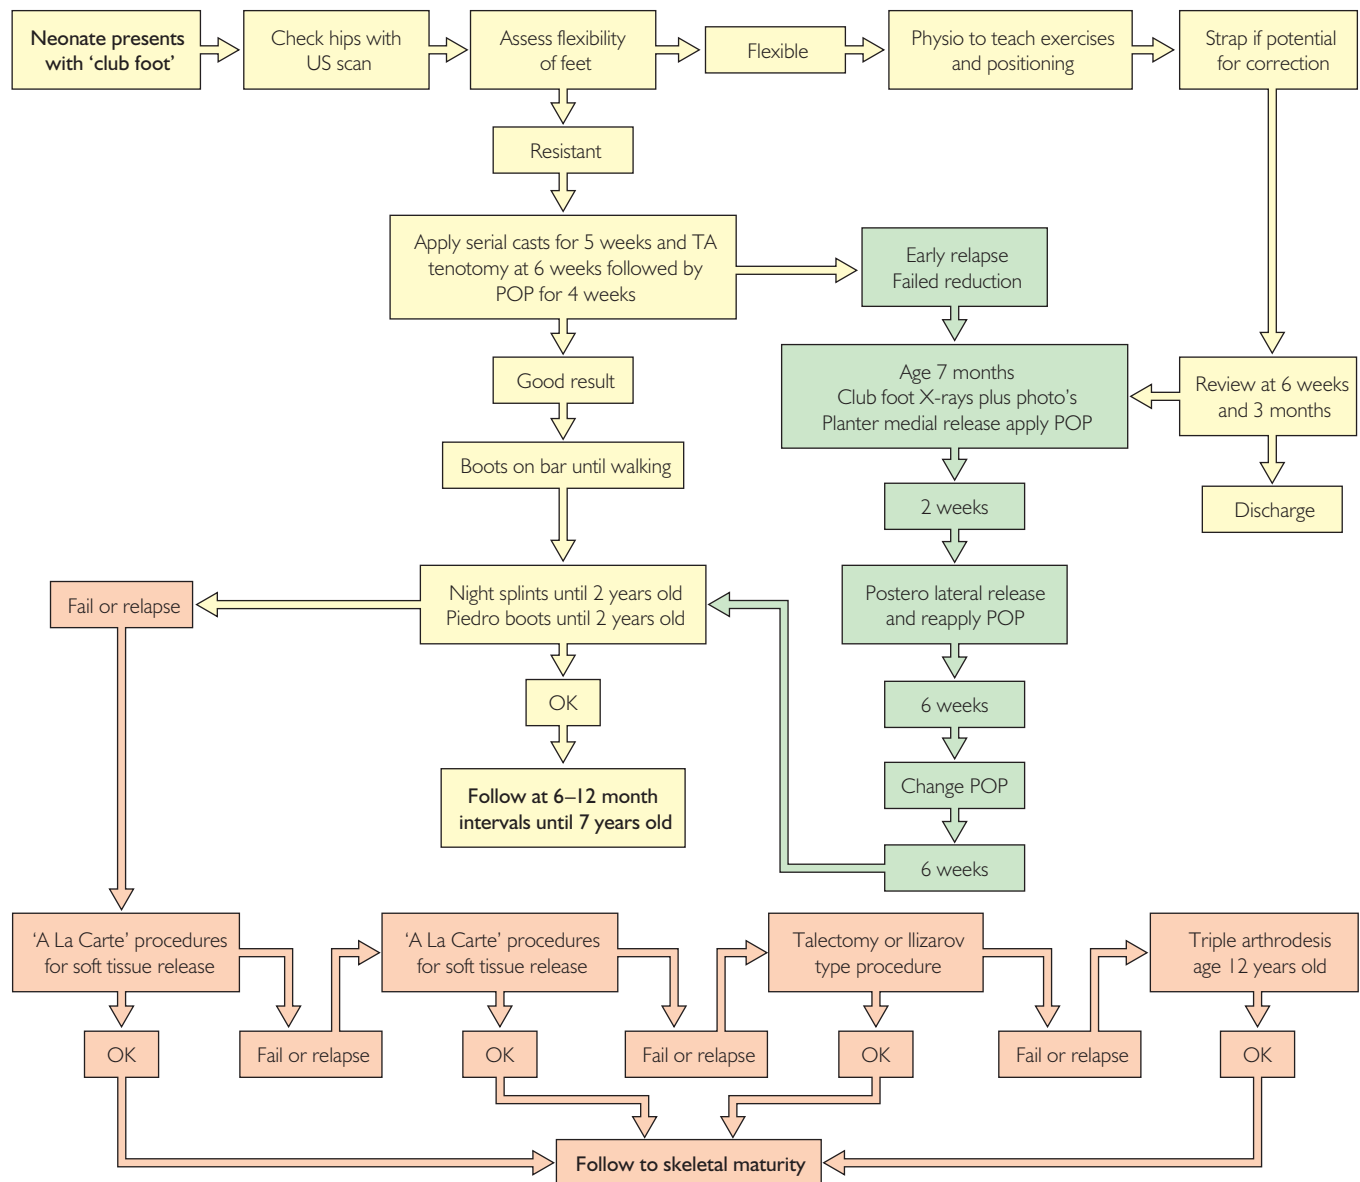 Neonate presents
with ‘club foot’
Check hips with
US scan
Assess flexibility
of feet
Flexible
Physio to teach exercises
and positioning
Strap if potential
for correction
Resistant
Apply serial casts for 5 weeks and TA
tenotomy at 6 weeks followed by
POP for 4 weeks
Early relapse
Failed reduction
Good result
Age 7 months
Club foot X-rays plus photo's
Planter medial release apply POP
Review at 6 weeks
and 3 months
Boots on bar until walking
2 weeks
Discharge
Fail or relapse
Night splints until 2 years old
Piedro boots until 2 years old
Postero lateral release
and reapply POP
OK
6 weeks
Follow at 6–12 month
intervals until 7 years old
Change POP
6 weeks
‘A La Carte’ procedures
for soft tissue release
‘A La Carte’ procedures
for soft tissue release
Talectomy or Ilizarov
type procedure
Triple arthrodesis
age 12 years old
OK
Fail or relapse
OK
Fail or relapse
OK
Fail or relapse
OK
Follow to skeletal maturity